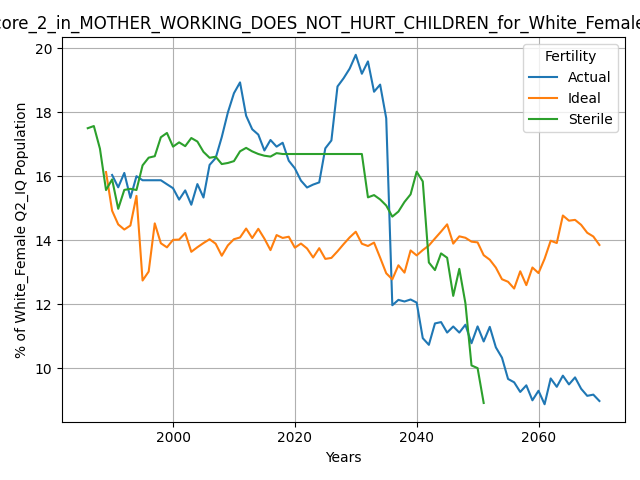 core_2_in_MOTHER_WORKING_DOES_NOT_HURT_CHILDREN_for_White_Female
Fertility
Actual
Ideal
Sterile
% of White_Female Q2_IQ Population
20
18
16
14
12
10
2000 2020 2040 2060
Years